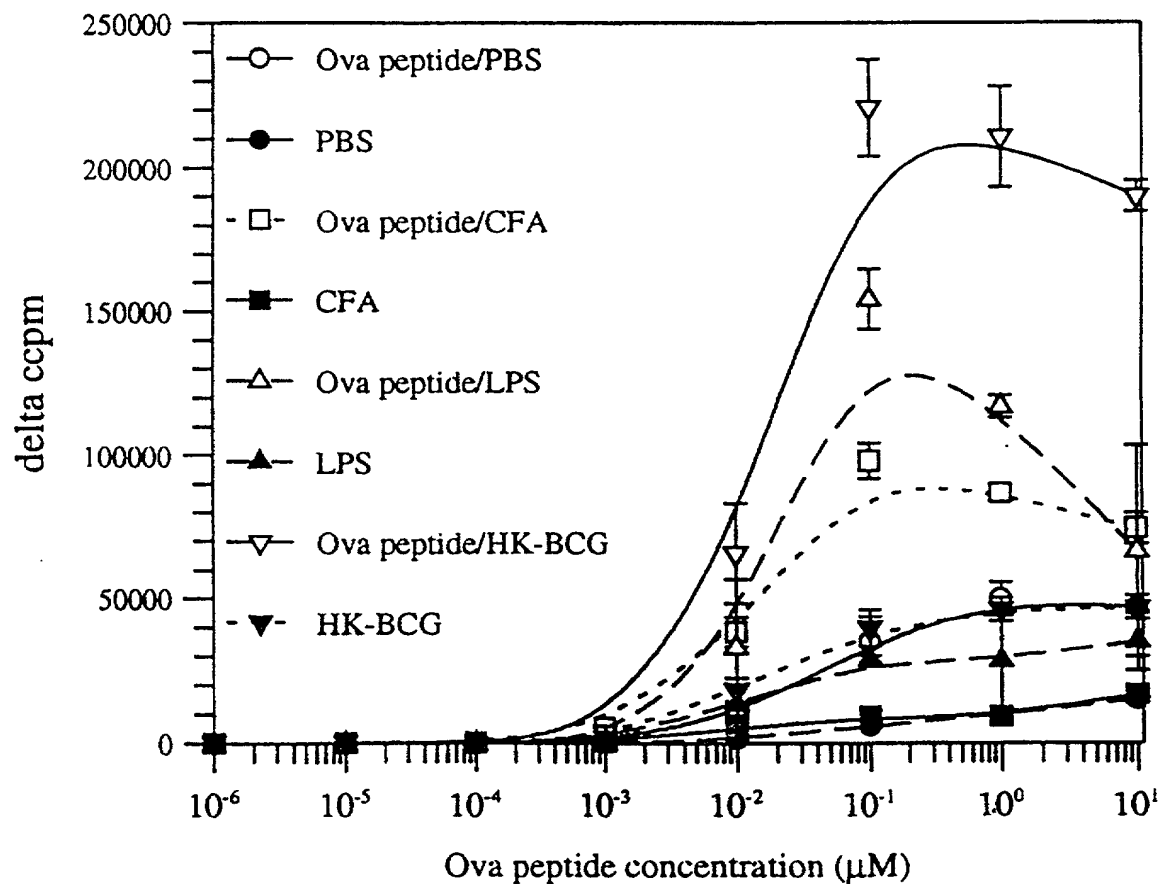 250000
200000
150000
100000
50000
0
delta ccpm
Ova peptide/PBS
PBS
Ova peptide/CFA
CFA
Ova peptide/LPS
LPS
Ova peptide/HK-BCG
HK-BCG
10⁻⁶ 10⁻⁵ 10⁻⁴ 10⁻³ 10⁻² 10⁻¹ 10⁰ 10¹
Ova peptide concentration (μM)